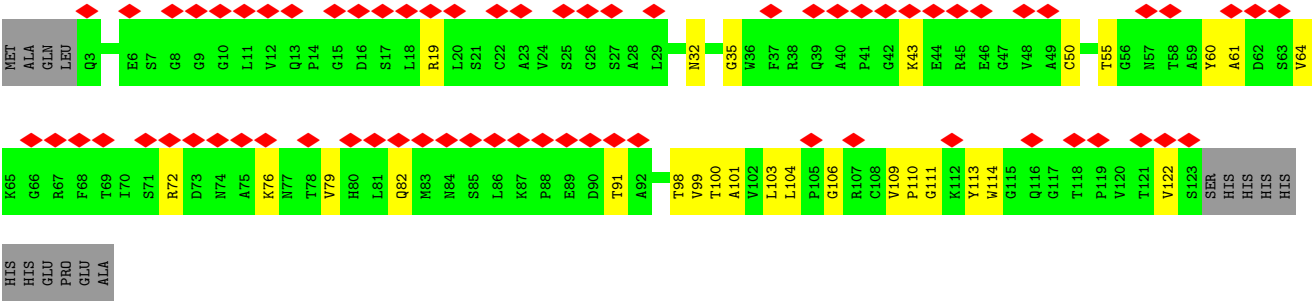 MET ALA GLN LEU Q3 E6 S7 G8 G9 G10 L11 V12 Q13 P14 G15 D16 S17 L18 R19 L20 S21 C22 A23 V24 S25 G26 S27 A28 L29 N32 G35 W36 F37 R38 Q39 A40 P41 G42 K43 E44 R45 E46 G47 V48 A49 C50 T55 G56 N57 T58 A59 Y60 A61 D62 S63 V64
K65 G66 R67 F68 T69 I70 S71 R72 D73 N74 A75 K76 N77 T78 V79 H80 L81 Q82 M83 N84 S85 L86 K87 P88 E89 D90 T91 A92 T98 V99 T100 A101 V102 L103 L104 P105 G106 R107 C108 V109 P110 G111 K112 Y113 W114 G115 Q116 G117 T118 P119 V120 T121 V122 S123 SER HIS HIS HIS HIS
HIS HIS GLU PRO GLU ALA